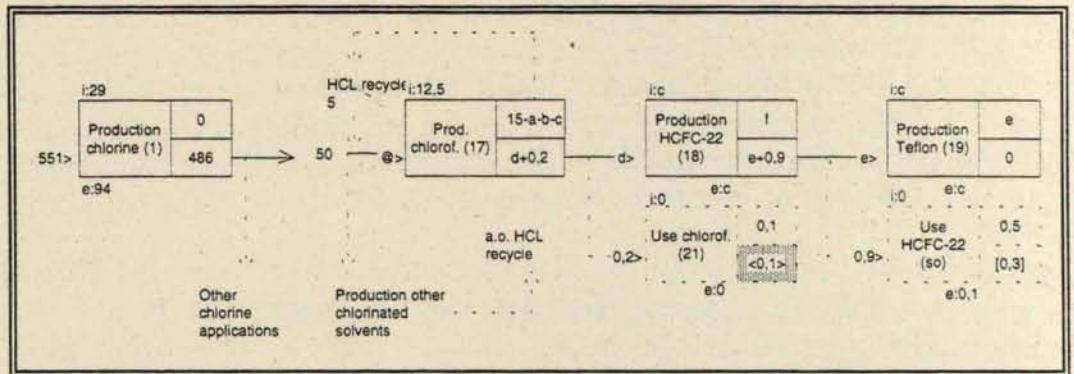 HCL recycle
5
i:29
551>
Production
chlorine (1)
0
486
e:94
50
i:12,5
@>
Prod.
chlorof. (17)
15-a-b-c
d+0,2
i:c
d>
Production
HCFC-22
(18)
f
e+0,9
e:c
i:c
e>
Production
Teflon (19)
e
0
e:c
i:0
0,2>
Use chlorof.
(21)
0,1
<0,1>
e:0
i:0
0,9>
Use
HCFC-22
(so)
0,5
[0,3]
e:0,1
a.o. HCL
recycle
Other
chlorine
applications
Production other
chlorinated
solvents